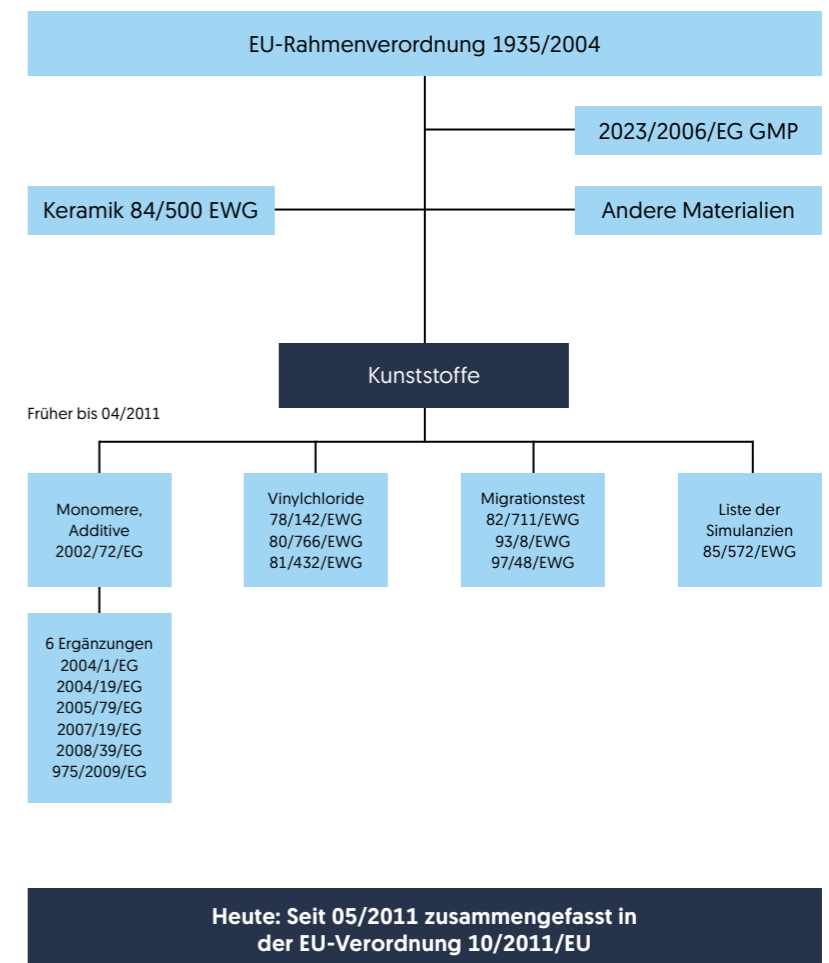 EU-Rahmenverordnung 1935/2004
2023/2006/EG GMP
Keramik 84/500 EWG
Andere Materialien
Kunststoffe
Früher bis 04/2011
Monomere,
Additive
2002/72/EG
Vinylchloride
78/142/EWG
80/766/EWG
81/432/EWG
Migrationstest
82/711/EWG
93/8/EWG
97/48/EWG
Liste der
Simulanzien
85/572/EWG
6 Ergänzungen
2004/1/EG
2004/19/EG
2005/79/EG
2007/19/EG
2008/39/EG
975/2009/EG
Heute: Seit 05/2011 zusammengefasst in
der EU-Verordnung 10/2011/EU